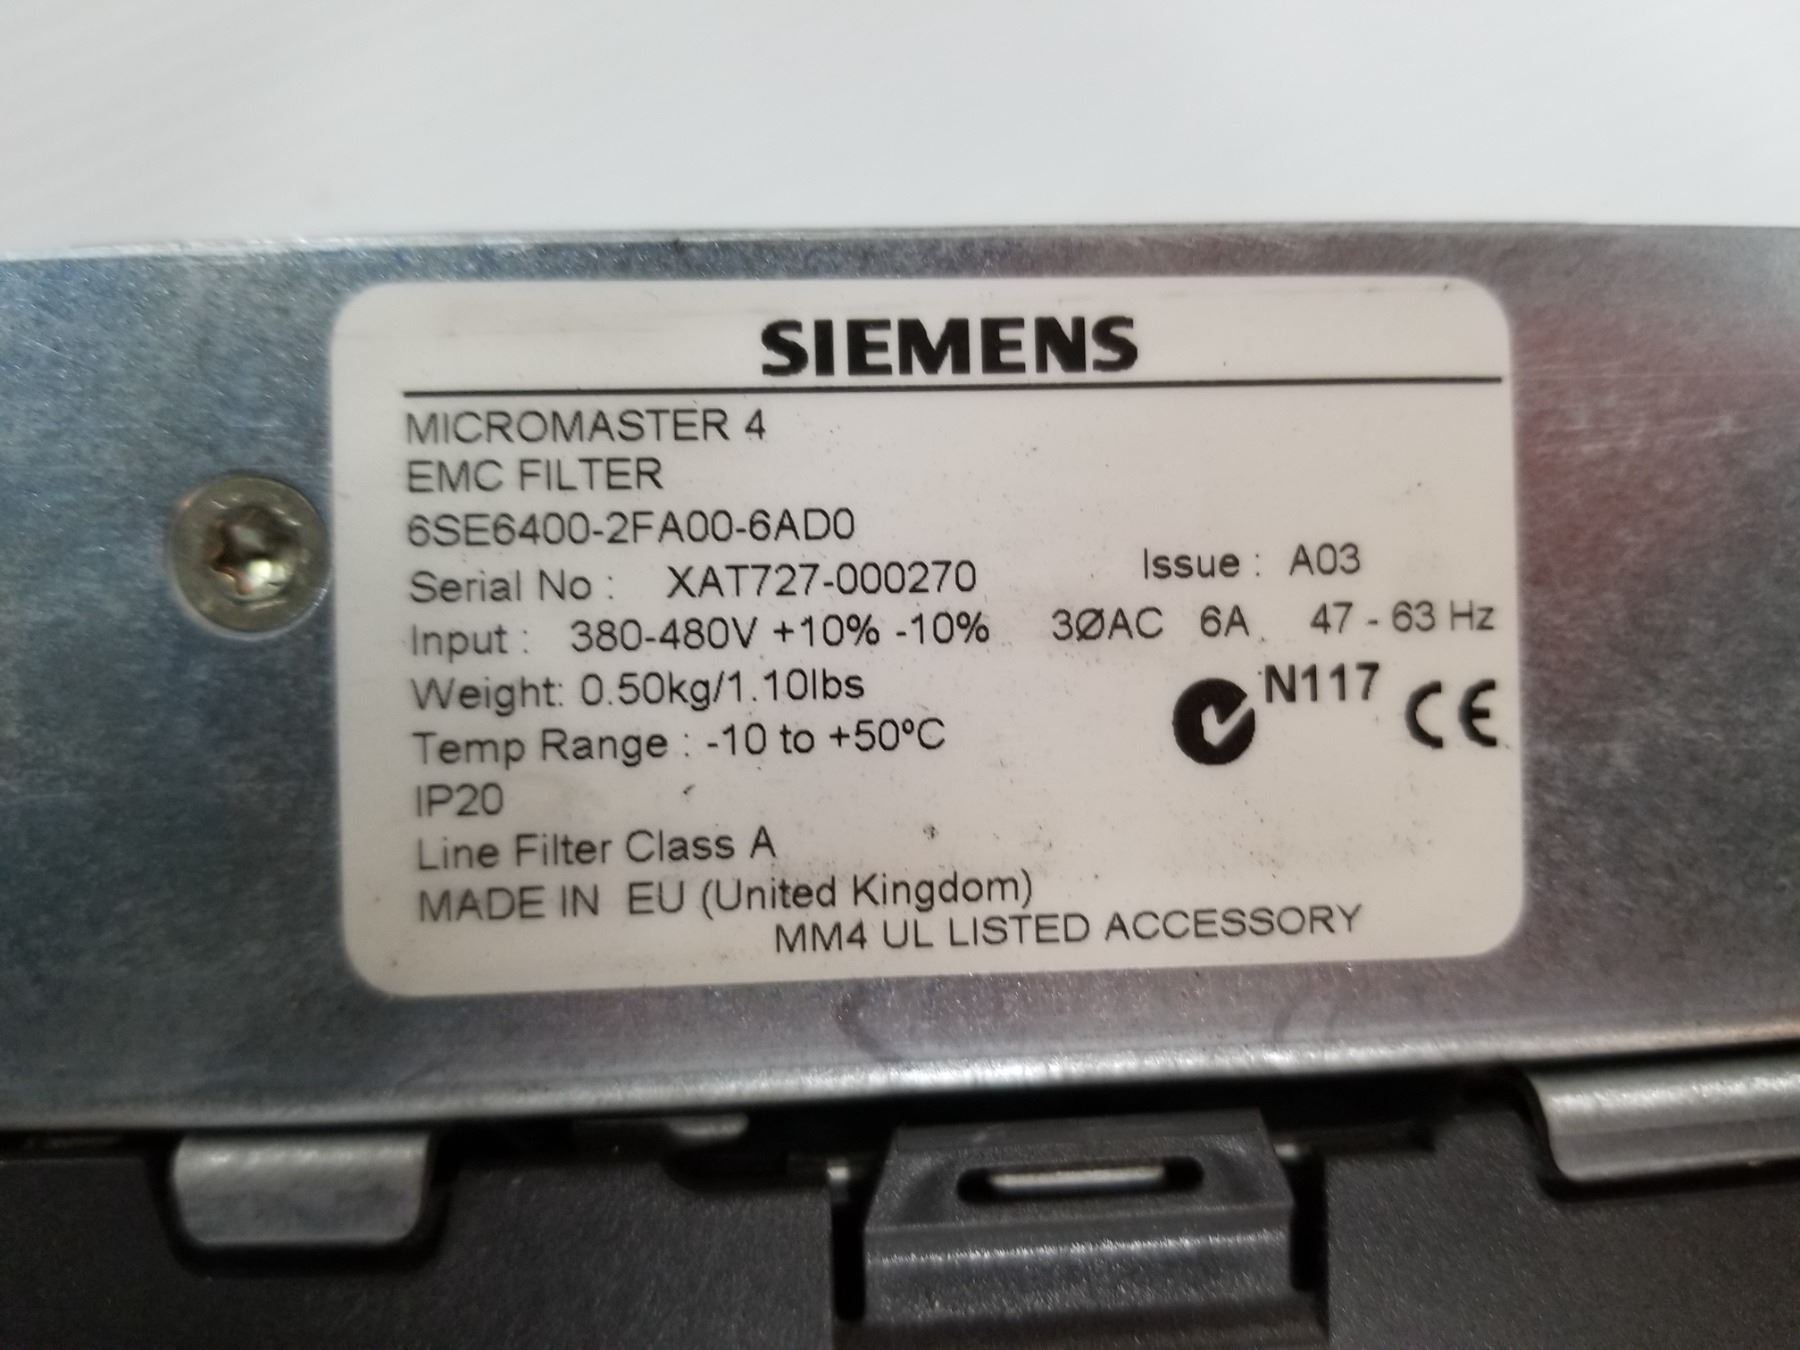 SIEMENS
MICROMASTER 4
EMC FILTER
6SE6400-2FA00-6AD0
Serial No : XAT727-000270 Issue : A03
Input : 380-480V +10% -10% 3ØAC 6A. 47 - 63 Hz
Weight: 0.50kg/1.10lbs
N117 CE
Temp Range : -10 to +50ºC
IP20
Line Filter Class A
MADE IN EU (United Kingdom)
MM4 UL LISTED ACCESSORY